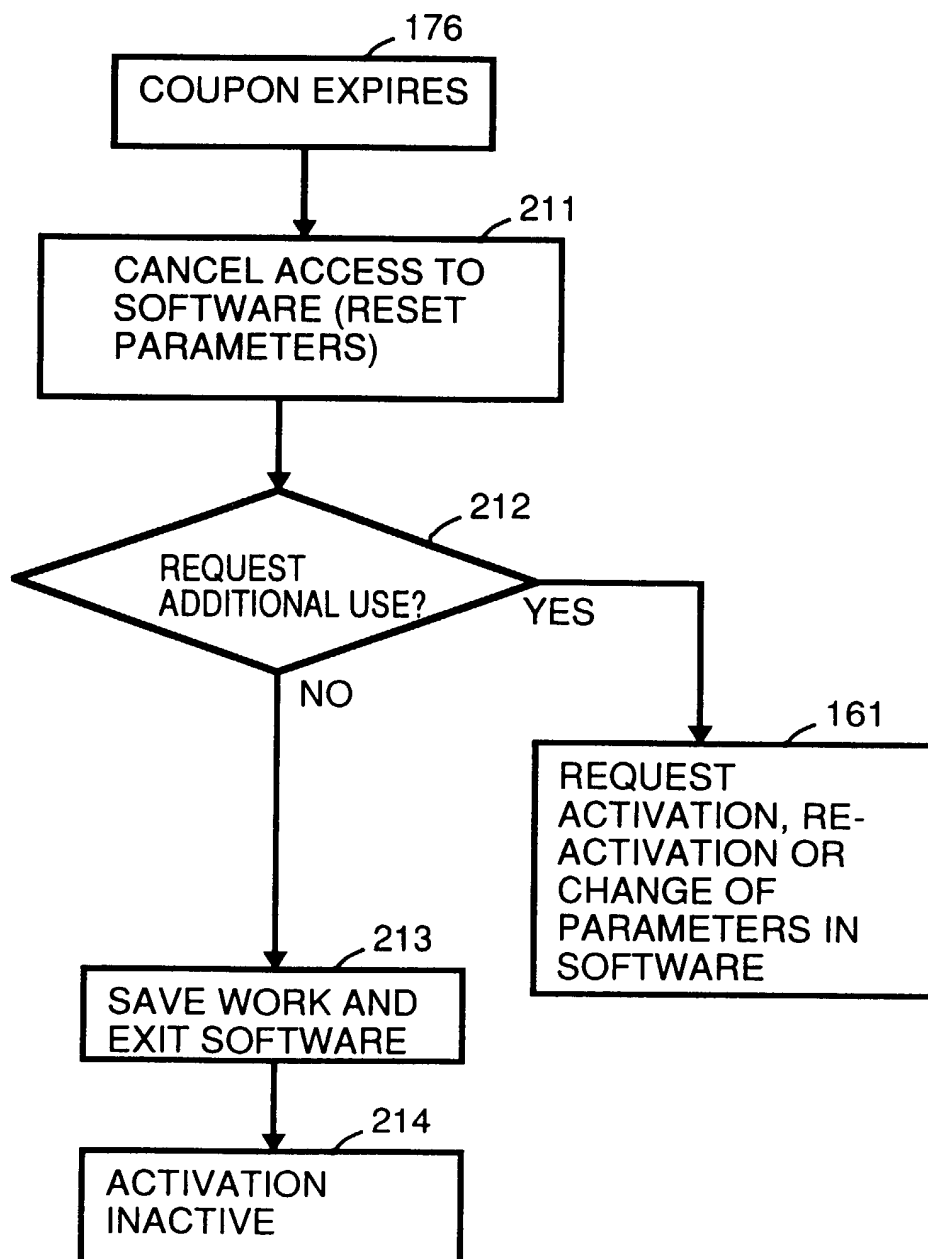 176
COUPON EXPIRES
211
CANCEL ACCESS TO
SOFTWARE (RESET
PARAMETERS)
212
REQUEST
ADDITIONAL USE?
YES
NO
161
REQUEST
ACTIVATION, RE-
ACTIVATION OR
CHANGE OF
PARAMETERS IN
SOFTWARE
213
SAVE WORK AND
EXIT SOFTWARE
214
ACTIVATION
INACTIVE